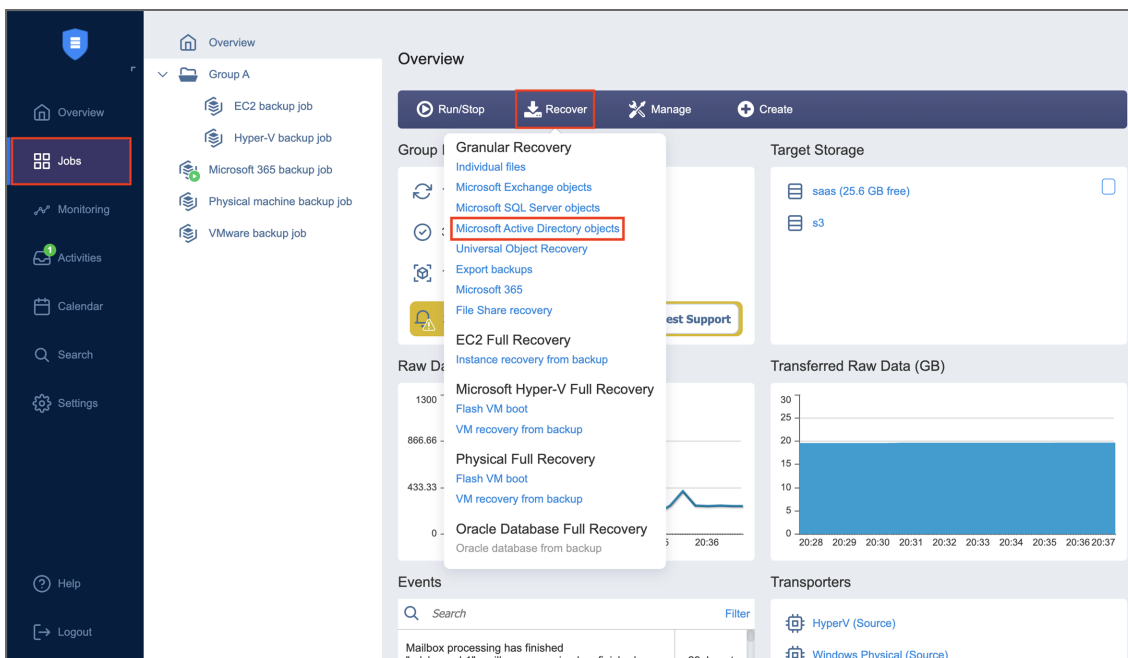 Overview
Jobs
Monitoring
1
Activities
Calendar
Search
Settings
Help
Logout
Overview
Group A
EC2 backup job
Hyper-V backup job
Microsoft 365 backup job
Physical machine backup job
VMware backup job
Overview
Run/Stop
Recover
Manage
Create
Group
Granular Recovery
Individual files
Microsoft Exchange objects
Microsoft SQL Server objects
Microsoft Active Directory objects
Universal Object Recovery
Export backups
Microsoft 365
File Share recovery
EC2 Full Recovery
Instance recovery from backup
Microsoft Hyper-V Full Recovery
Flash VM boot
VM recovery from backup
Physical Full Recovery
Flash VM boot
VM recovery from backup
Oracle Database Full Recovery
Oracle database from backup
est Support
Target Storage
saas (25.6 GB free)
s3
Raw Da
1300
866.66
433.33
0
20:36
Transferred Raw Data (GB)
30
25
20
15
10
5
0
20:28 20:29 20:30 20:31 20:32 20:33 20:34 20:35 20:36 20:37
Events
Search
Filter
Mailbox processing has finished
Transporters
HyperV (Source)
Windows Physical (Source)